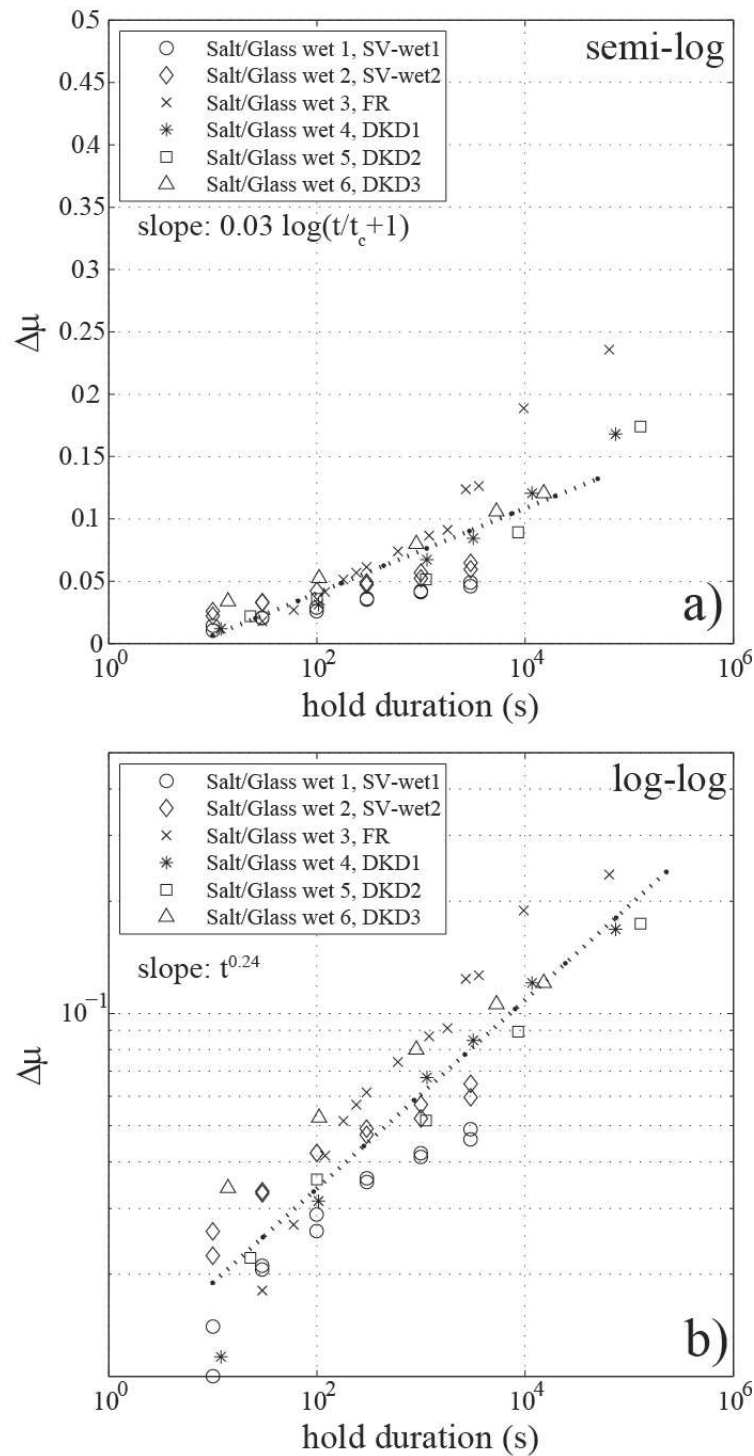 0.5
semi-log
Salt/Glass wet 1, SV-wet1
Salt/Glass wet 2, SV-wet2
Salt/Glass wet 3, FR
Salt/Glass wet 4, DKD1
Salt/Glass wet 5, DKD2
Salt/Glass wet 6, DKD3
0.45
0.4
0.35
slope: 0.03 log(t/t_c+1)
0.3
0.25
Δμ
0.2
0.15
0.1
0.05
a)
0
10^0
10^2
10^4
10^6
hold duration (s)
log-log
Salt/Glass wet 1, SV-wet1
Salt/Glass wet 2, SV-wet2
Salt/Glass wet 3, FR
Salt/Glass wet 4, DKD1
Salt/Glass wet 5, DKD2
Salt/Glass wet 6, DKD3
slope: t^0.24
10^−1
Δμ
b)
10^0
10^2
10^4
10^6
hold duration (s)